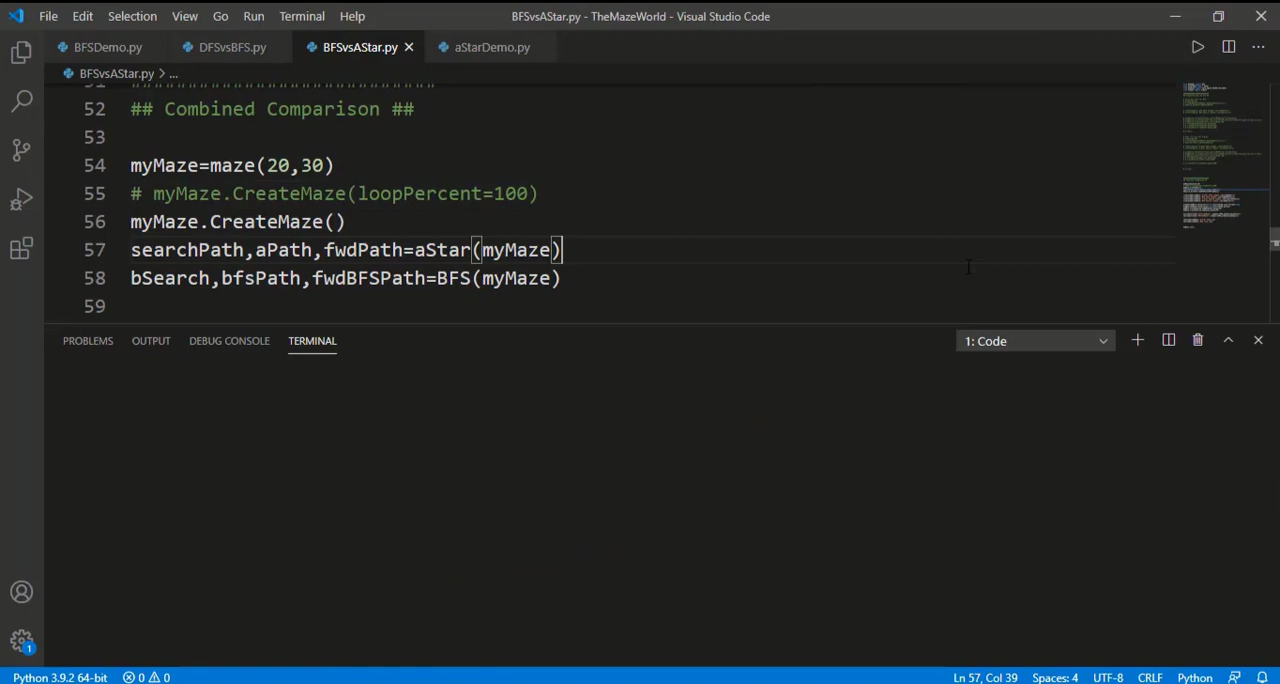 File Edit Selection View Go Run Terminal Help BFSvsAStar.py - TheMazeWorld - Visual Studio Code
BFSDemo.py DFSvsBFS.py BFSvsAStar.py aStarDemo.py
BFSvsAStar.py > ...
52 ## Combined Comparison ##
53
54 myMaze=maze(20,30)
55 # myMaze.CreateMaze(loopPercent=100)
56 myMaze.CreateMaze()
57 searchPath,aPath,fwdPath=aStar(myMaze)
58 bSearch,bfsPath,fwdBFSPath=BFS(myMaze)
59
PROBLEMS OUTPUT DEBUG CONSOLE TERMINAL 1: Code
1
Python 3.9.2 64-bit 0 0 Ln 57, Col 39 Spaces: 4 UTF-8 CRLF Python